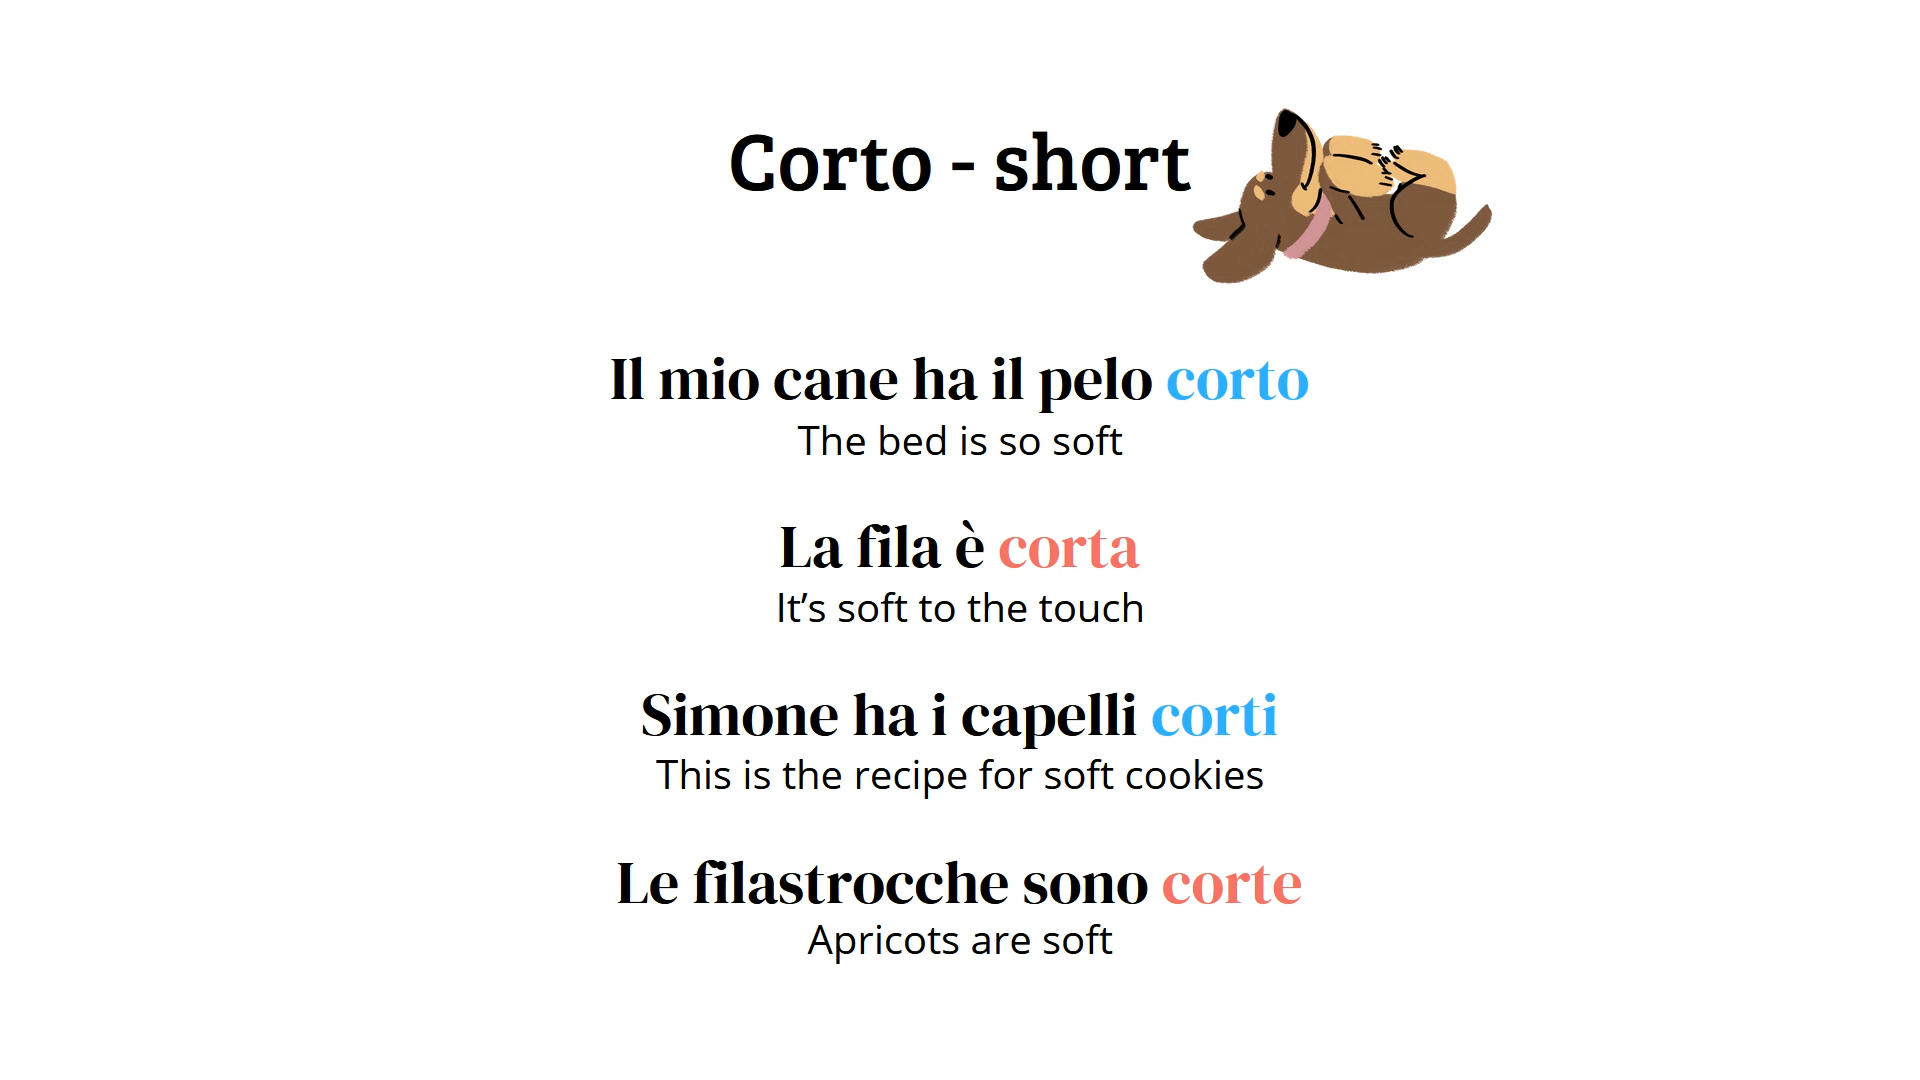 Corto - short
Il mio cane ha il pelo corto
The bed is so soft
La fila è corta
It’s soft to the touch
Simone ha i capelli corti
This is the recipe for soft cookies
Le filastrocche sono corte
Apricots are soft